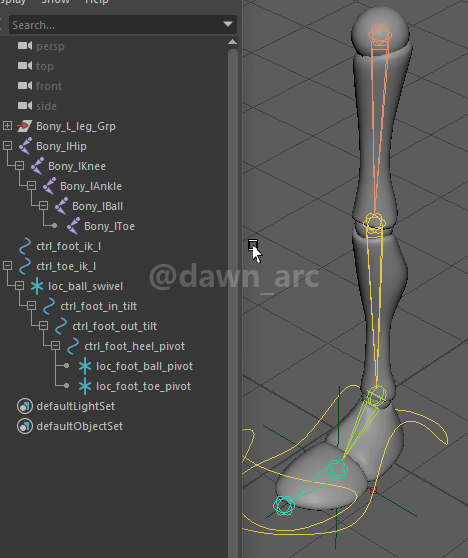 splay Show... Help
Search...
persp
top
front
side
Bony_L_leg_Grp
Bony_lHip
Bony_lKnee
Bony_lAnkle
Bony_lBall
Bony_lToe
ctrl_foot_ik_l
ctrl_toe_ik_l
loc_ball_swivel
ctrl_foot_in_tilt
ctrl_foot_out_tilt
ctrl_foot_heel_pivot
loc_foot_ball_pivot
loc_foot_toe_pivot
defaultLightSet
defaultObjectSet
@dawn_arc